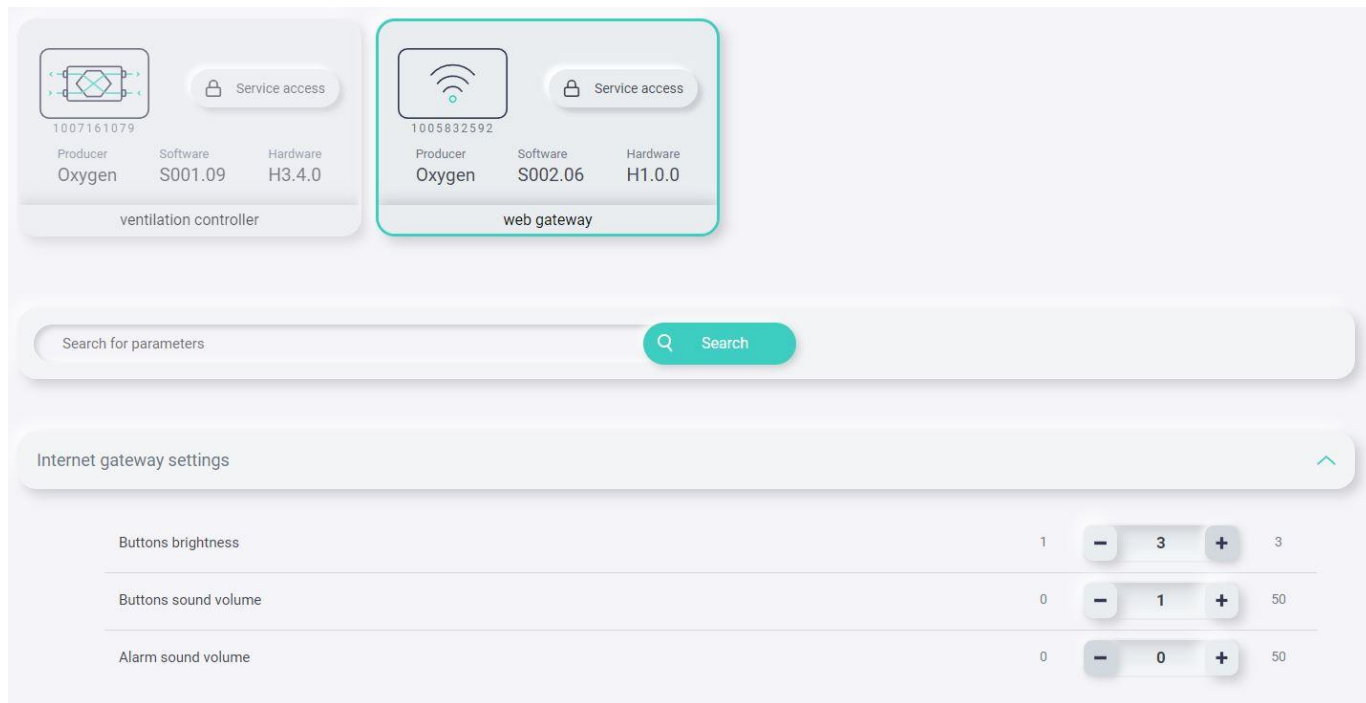 Service access
1007161079
Producer Software Hardware
Oxygen S001.09 H3.4.0
ventilation controller
Service access
1005832592
Producer Software Hardware
Oxygen S002.06 H1.0.0
web gateway
Search for parameters Search
Internet gateway settings
Buttons brightness 1 − 3 + 3
Buttons sound volume 0 − 1 + 50
Alarm sound volume 0 − 0 + 50